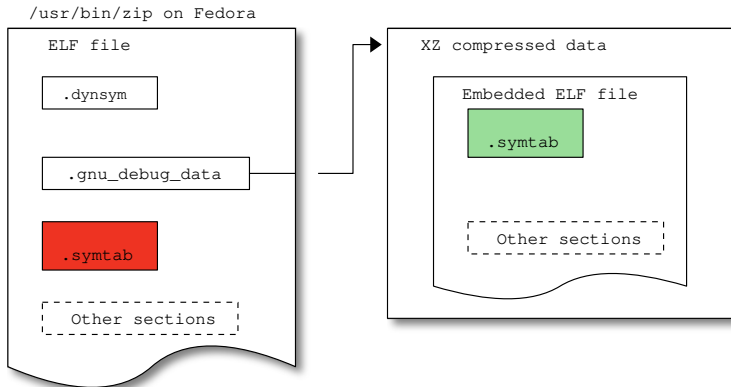 /usr/bin/zip on Fedora
ELF file
.dynsym
.gnu_debug_data
.symtab
Other sections
XZ compressed data
Embedded ELF file
.symtab
Other sections